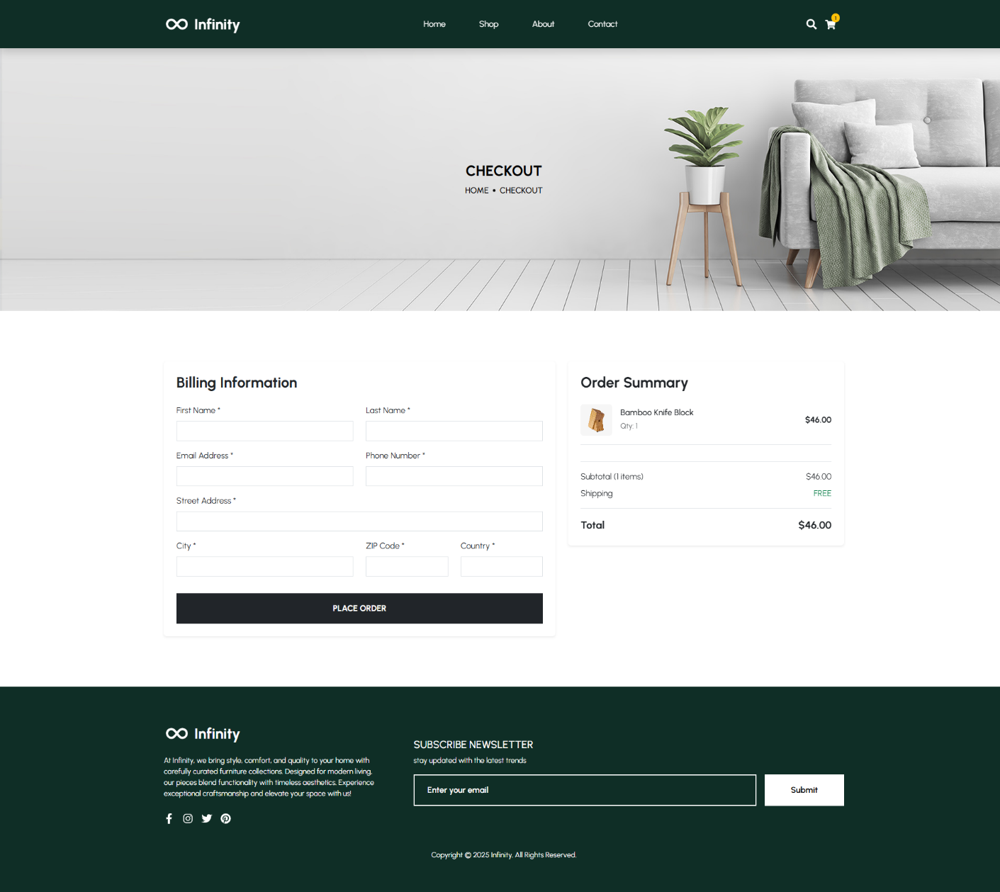 Infinity
Home
Shop
About
Contact
1
CHECKOUT
HOME • CHECKOUT
Billing Information
First Name *
Last Name *
Email Address *
Phone Number *
Street Address *
City *
ZIP Code *
Country *
PLACE ORDER
Order Summary
Bamboo Knife Block
Qty: 1
$46.00
Subtotal (1 items)
$46.00
Shipping
FREE
Total
$46.00
Infinity
At Infinity, we bring style, comfort, and quality to your home with
carefully curated furniture collections. Designed for modern living,
our pieces blend functionality with timeless aesthetics. Experience
exceptional craftsmanship and elevate your space with us!
SUBSCRIBE NEWSLETTER
stay updated with the latest trends
Enter your email
Submit
Copyright © 2025 Infinity. All Rights Reserved.